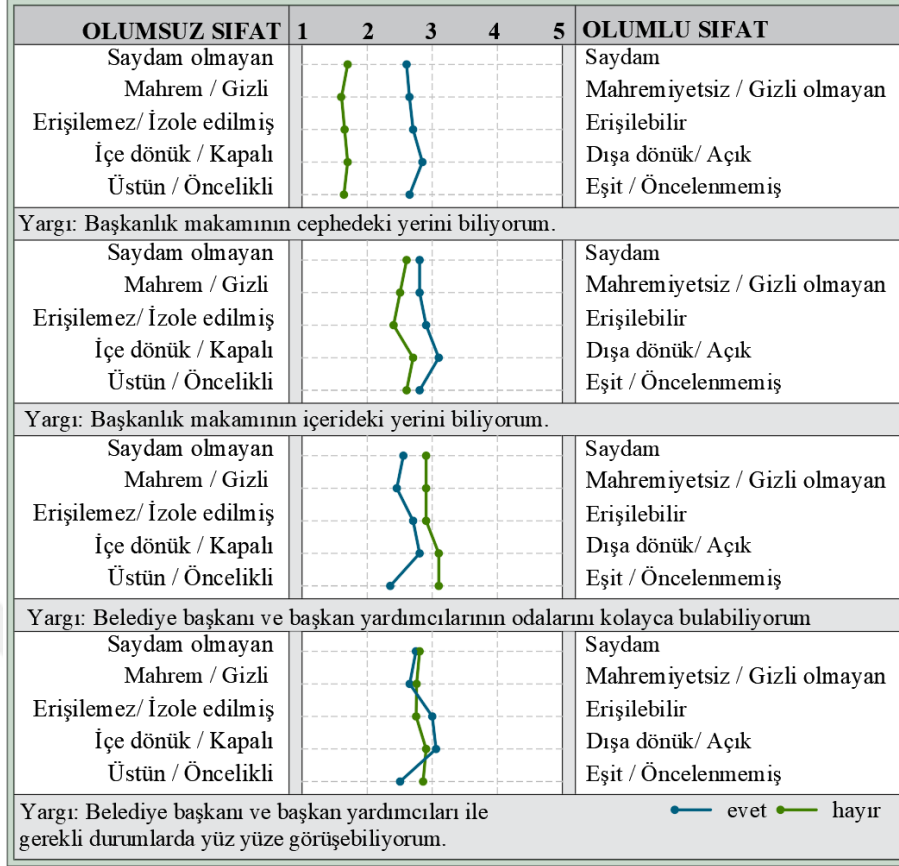 OLUMSUZ SIFAT 1 2 3 4 5 OLUMLU SIFAT
Saydam olmayan Saydam
Mahrem / Gizli Mahremiyetsiz / Gizli olmayan
Erişilemez/ İzole edilmiş Erişilebilir
İçe dönük / Kapalı Dışa dönük/ Açık
Üstün / Öncelikli Eşit / Öncelenmemiş
Yargı: Başkanlık makamının cephedeki yerini biliyorum.
Saydam olmayan Saydam
Mahrem / Gizli Mahremiyetsiz / Gizli olmayan
Erişilemez/ İzole edilmiş Erişilebilir
İçe dönük / Kapalı Dışa dönük/ Açık
Üstün / Öncelikli Eşit / Öncelenmemiş
Yargı: Başkanlık makamının içerideki yerini biliyorum.
Saydam olmayan Saydam
Mahrem / Gizli Mahremiyetsiz / Gizli olmayan
Erişilemez/ İzole edilmiş Erişilebilir
İçe dönük / Kapalı Dışa dönük/ Açık
Üstün / Öncelikli Eşit / Öncelenmemiş
Yargı: Belediye başkanı ve başkan yardımcılarının odalarını kolayca bulabiliyorum
Saydam olmayan Saydam
Mahrem / Gizli Mahremiyetsiz / Gizli olmayan
Erişilemez/ İzole edilmiş Erişilebilir
İçe dönük / Kapalı Dışa dönük/ Açık
Üstün / Öncelikli Eşit / Öncelenmemiş
Yargı: Belediye başkanı ve başkan yardımcıları ile evet hayır
gerekli durumlarda yüz yüze görüşebiliyorum.